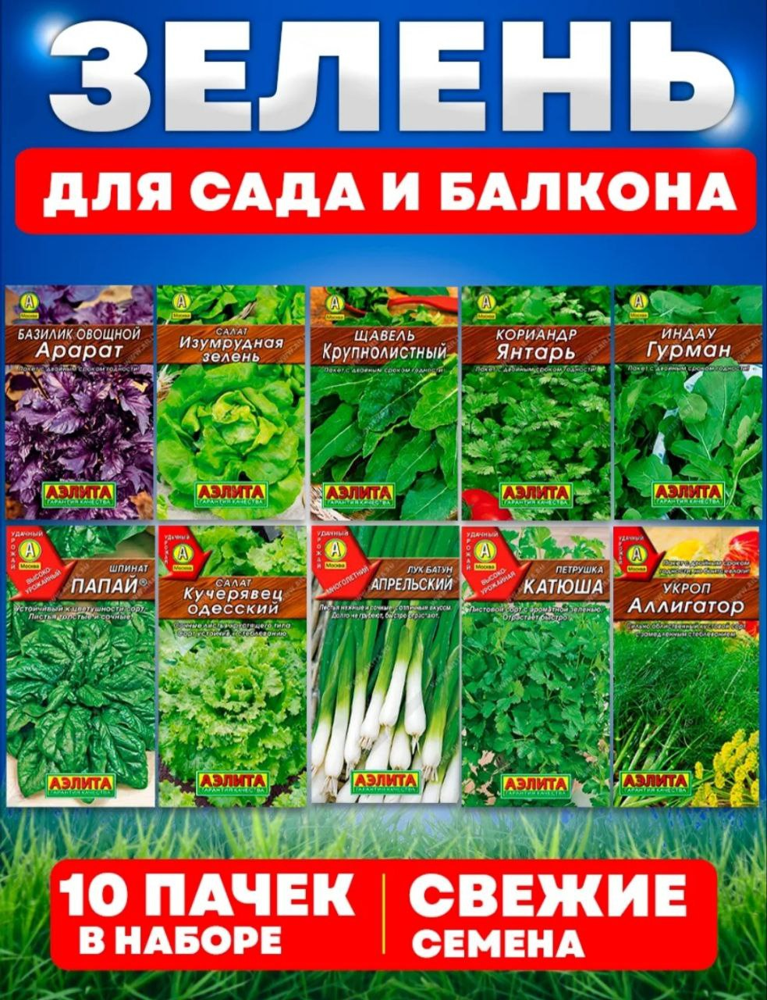 ЗЕЛЕНЬ
ДЛЯ САДА И БАЛКОНА
А
Москва
БАЗИЛИК ОВОЩНОЙ
Арарат
Пакет с двойным сроком годности!
АЭЛИТА
ГАРАНТИЯ КАЧЕСТВА
А
Москва
САЛАТ
Изумрудная
зелень
АЭЛИТА
ГАРАНТИЯ КАЧЕСТВА
А
Москва
ЩАВЕЛЬ
Крупнолистный
Пакет с двойным сроком годности!
АЭЛИТА
ГАРАНТИЯ КАЧЕСТВА
А
Москва
КОРИАНДР
Янтарь
Пакет с двойным сроком годности!
АЭЛИТА
ГАРАНТИЯ КАЧЕСТВА
А
Москва
ИНДАУ
Гурман
Пакет с двойным сроком годности!
АЭЛИТА
ГАРАНТИЯ КАЧЕСТВА
УДАЧНЫЙ
УРОЖАЙ
А
Москва
ВЫСОКО-
УРОЖАЙНЫЙ
ШПИНАТ
ПАПАЙ®
Устойчивый к цветушности сорт.
Листья толстые и сочные
АЭЛИТА
ГАРАНТИЯ КАЧЕСТВА
УДАЧНЫЙ
УРОЖАЙ
А
Москва
САЛАТ
Кучерявец
одесский
Сочные листья хрустящего типа.
Сорт устойчив к стеблеванию
АЭЛИТА
ГАРАНТИЯ КАЧЕСТВА
УДАЧНЫЙ
УРОЖАЙ
А
Москва
МНОГОЛЕТНИЙ
ЛУК БАТУН
АПРЕЛЬСКИЙ
Листья нежные и сочные, с отличным вкусом.
Долго не грубеют, быстро отрастают.
АЭЛИТА
ГАРАНТИЯ КАЧЕСТВА
УДАЧНЫЙ
УРОЖАЙ
А
Москва
ВЫСОКО-
УРОЖАЙНАЯ
ПЕТРУШКА
КАТЮША
Листовой сорт с ароматной зеленью.
Отрастает быстро.
АЭЛИТА
ГАРАНТИЯ КАЧЕСТВА
УДАЧНЫЙ
УРОЖАЙ
А
Москва
Пакет с двойным сроком
УКРОП
Аллигатор
Сильно облиственный кустовой сорт
с замедленным стеблеванием
АЭЛИТА
ГАРАНТИЯ КАЧЕСТВА
10 ПАЧЕК
В НАБОРЕ
СВЕЖИЕ
СЕМЕНА